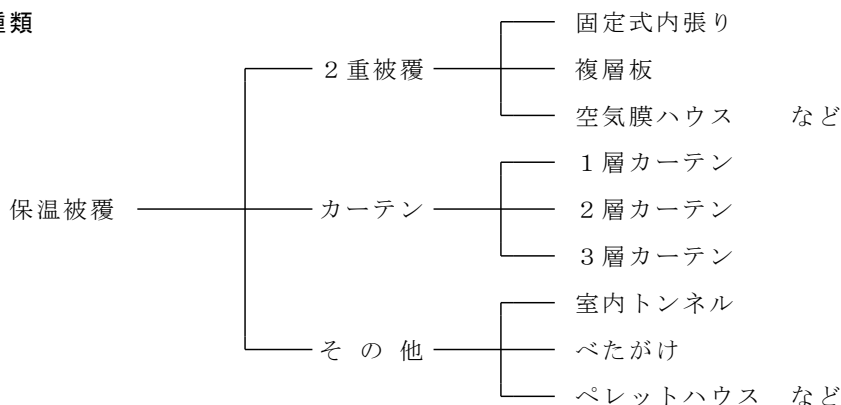 種類
固定式内張り
２重被覆
複層板
空気膜ハウス　など
１層カーテン
保温被覆
カーテン
２層カーテン
３層カーテン
室内トンネル
その他
べたがけ
ペレットハウス　など